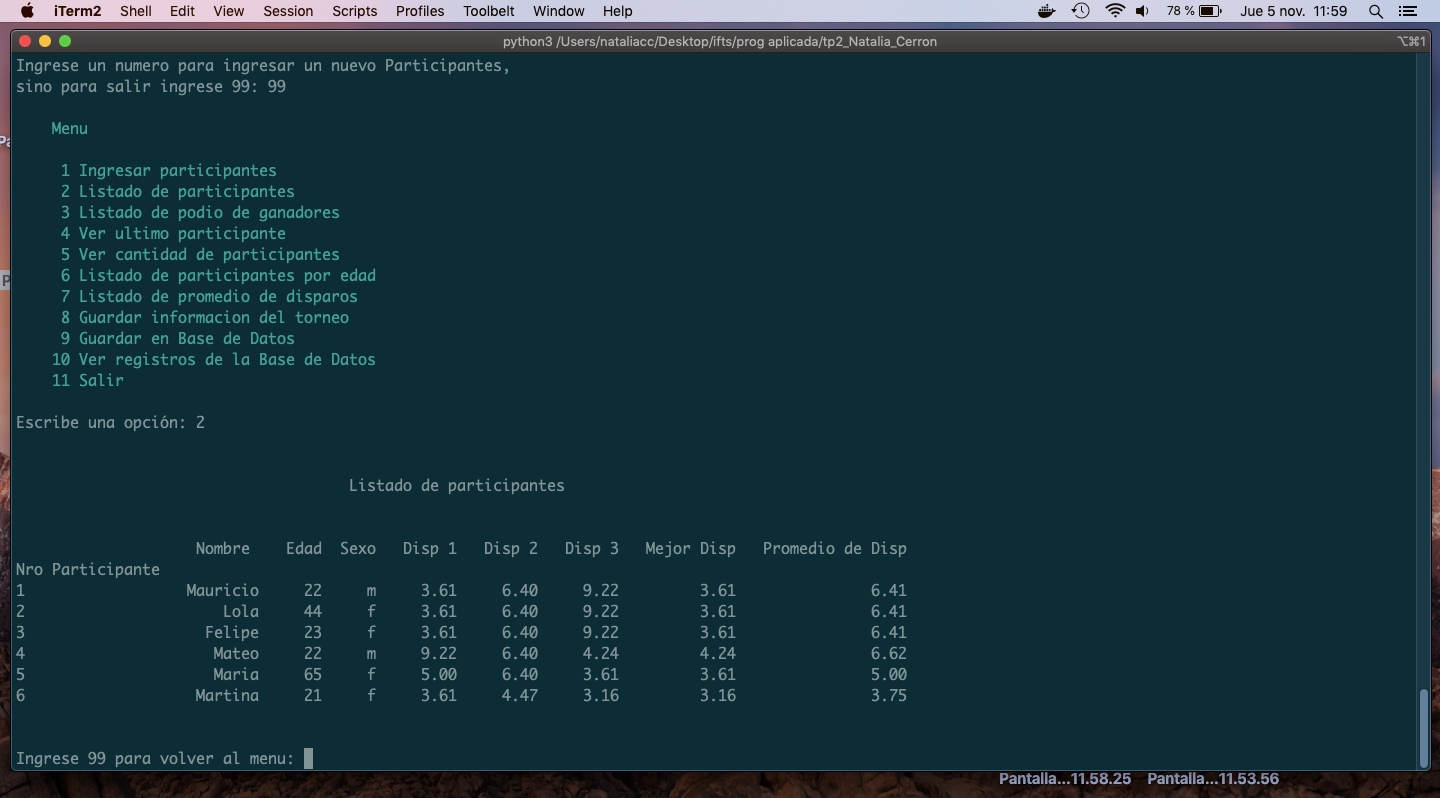 iTerm2 Shell Edit View Session Scripts Profiles Toolbelt Window Help 78 % Jue 5 nov. 11:59
python3 /Users/nataliacc/Desktop/ifts/prog aplicada/tp2_Natalia_Cerron ⌥⌘1
Ingrese un numero para ingresar un nuevo Participantes,
sino para salir ingrese 99: 99
Menu
1 Ingresar participantes
2 Listado de participantes
3 Listado de podio de ganadores
4 Ver ultimo participante
5 Ver cantidad de participantes
6 Listado de participantes por edad
7 Listado de promedio de disparos
8 Guardar informacion del torneo
9 Guardar en Base de Datos
10 Ver registros de la Base de Datos
11 Salir
Escribe una opción: 2
Listado de participantes
Nombre Edad Sexo Disp 1 Disp 2 Disp 3 Mejor Disp Promedio de Disp
Nro Participante
1 Mauricio 22 m 3.61 6.40 9.22 3.61 6.41
2 Lola 44 f 3.61 6.40 9.22 3.61 6.41
3 Felipe 23 f 3.61 6.40 9.22 3.61 6.41
4 Mateo 22 m 9.22 6.40 4.24 4.24 6.62
5 Maria 65 f 5.00 6.40 3.61 3.61 5.00
6 Martina 21 f 3.61 4.47 3.16 3.16 3.75
Ingrese 99 para volver al menu:
Pantalla...11.58.25 Pantalla...11.53.56